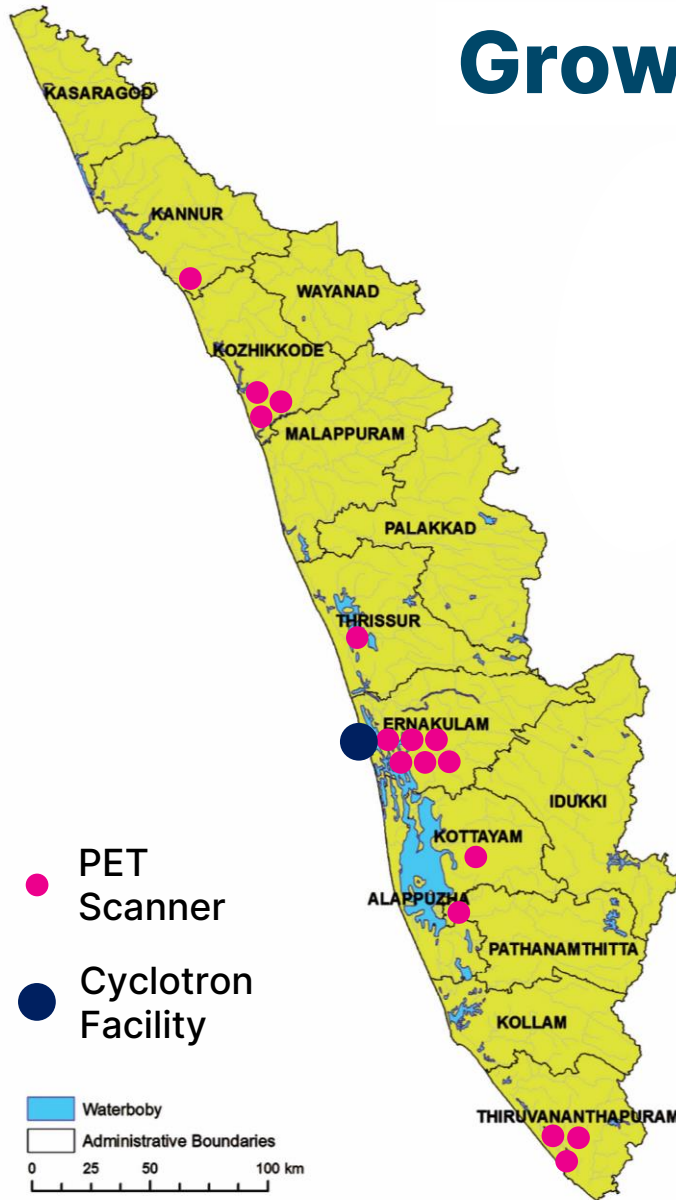 Grow
KASARAGOD
KANNUR
WAYANAD
KOZHIKKODE
MALAPPURAM
PALAKKAD
THRISSUR
ERNAKULAM
IDUKKI
KOTTAYAM
ALAPPUZHA
PATHANAMTHITTA
KOLLAM
THIRUVANANTHAPURAM
PET
Scanner
Cyclotron
Facility
Waterboby
Administrative Boundaries
0 25 50 100 km